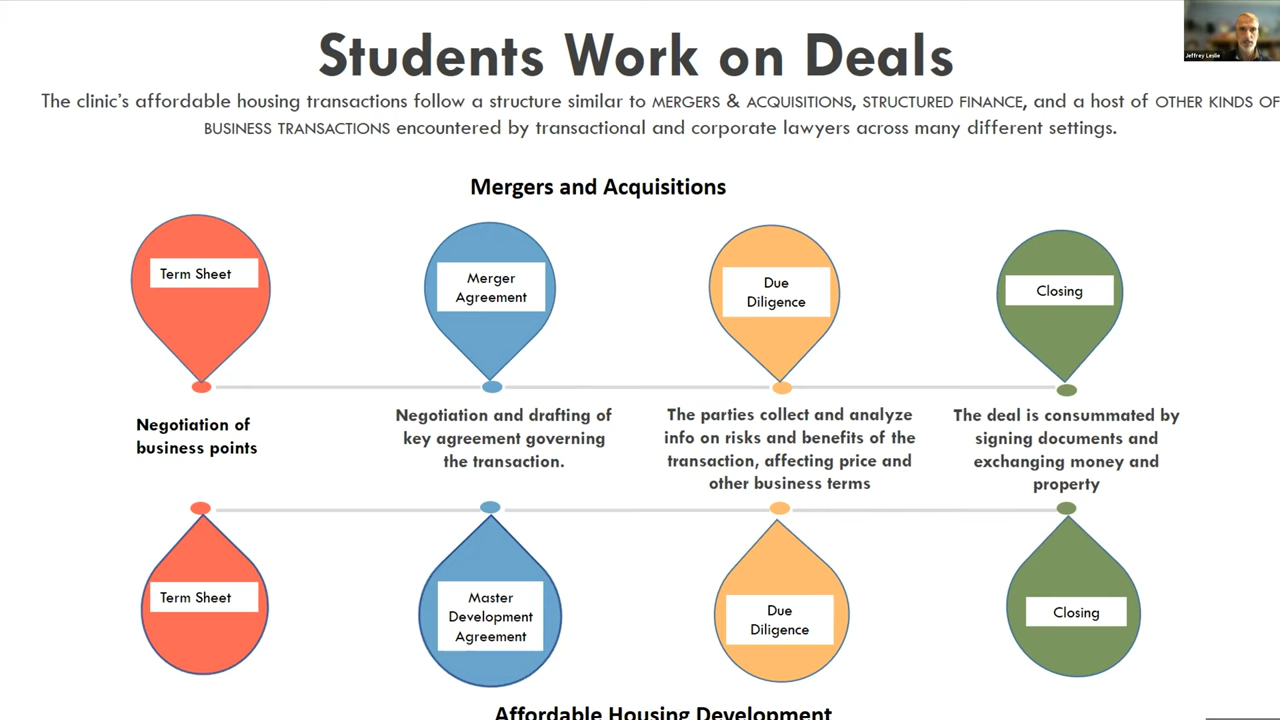 Jeffrey Leslie
Students Work on Deals
The clinic's affordable housing transactions follow a structure similar to MERGERS & ACQUISITIONS, STRUCTURED FINANCE, and a host of OTHER KINDS OF
BUSINESS TRANSACTIONS encountered by transactional and corporate lawyers across many different settings.
Mergers and Acquisitions
Term Sheet
Merger
Agreement
Due
Diligence
Closing
Negotiation of
business points
Negotiation and drafting of
key agreement governing
the transaction.
The parties collect and analyze
info on risks and benefits of the
transaction, affecting price and
other business terms
The deal is consummated by
signing documents and
exchanging money and
property
Term Sheet
Master
Development
Agreement
Due
Diligence
Closing
Affordable Housing Development